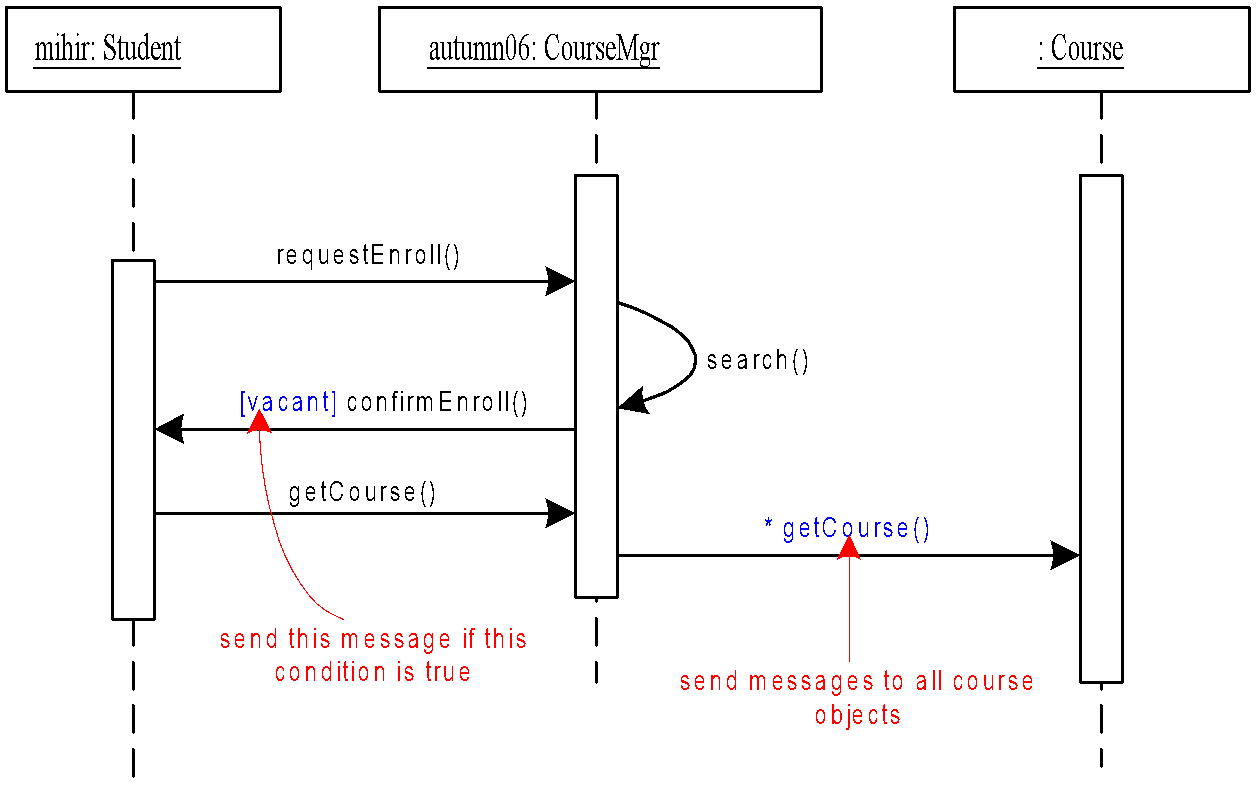 mihir: Student
autumn06: CourseMgr
: Course
requestEnroll()
search()
[vacant] confirmEnroll()
getCourse()
* getCourse()
send this message if this
condition is true
send messages to all course
objects